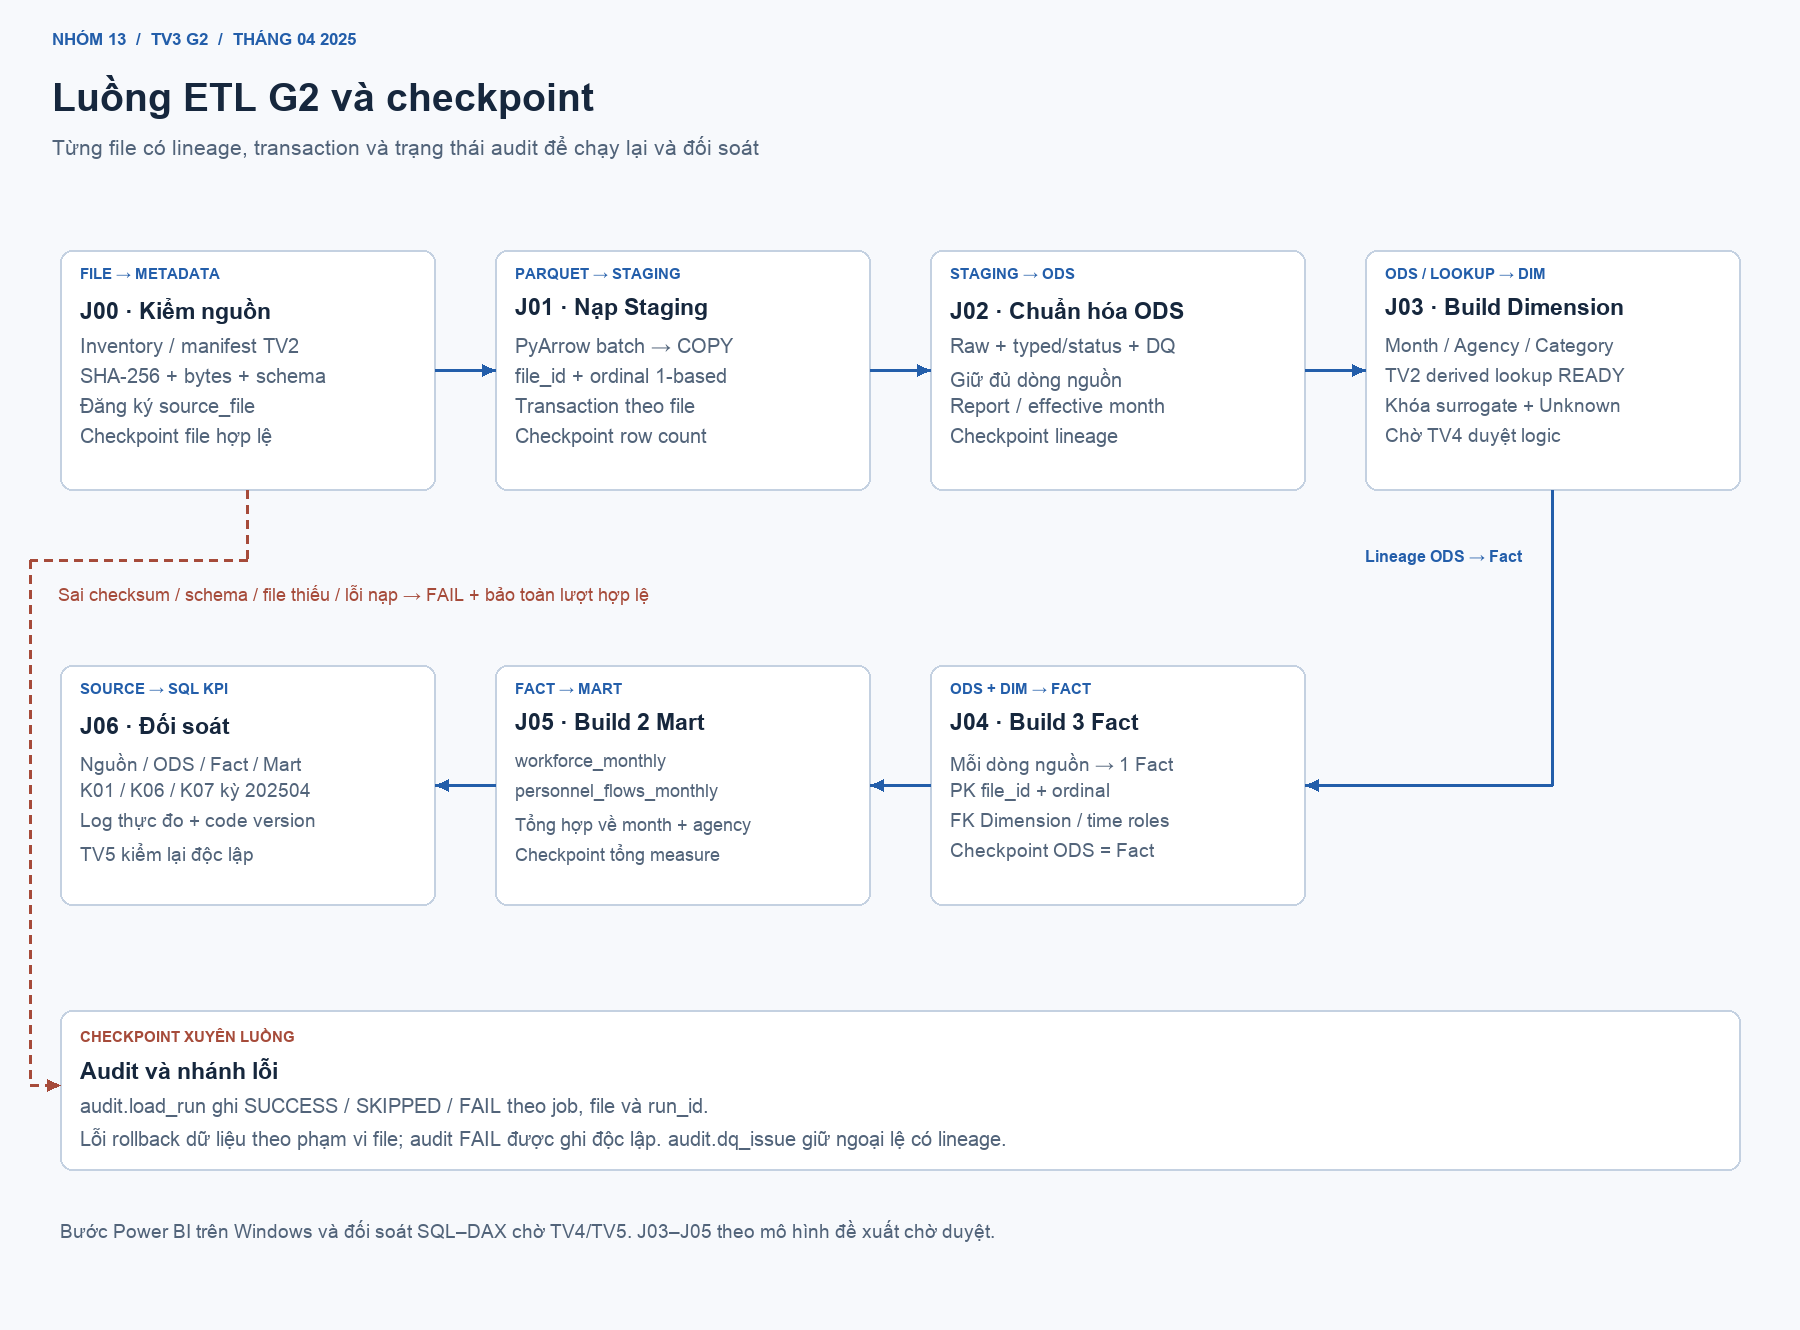 NHÓM 13 / TV3 G2 / THÁNG 04 2025
Luồng ETL G2 và checkpoint
Từng file có lineage, transaction và trạng thái audit để chạy lại và đối soát
FILE → METADATA
J00 · Kiểm nguồn
Inventory / manifest TV2
SHA-256 + bytes + schema
Đăng ký source_file
Checkpoint file hợp lệ
PARQUET → STAGING
J01 · Nạp Staging
PyArrow batch → COPY
file_id + ordinal 1-based
Transaction theo file
Checkpoint row count
STAGING → ODS
J02 · Chuẩn hóa ODS
Raw + typed/status + DQ
Giữ đủ dòng nguồn
Report / effective month
Checkpoint lineage
ODS / LOOKUP → DIM
J03 · Build Dimension
Month / Agency / Category
TV2 derived lookup READY
Khóa surrogate + Unknown
Chờ TV4 duyệt logic
Lineage ODS → Fact
Sai checksum / schema / file thiếu / lỗi nạp → FAIL + bảo toàn lượt hợp lệ
SOURCE → SQL KPI
J06 · Đối soát
Nguồn / ODS / Fact / Mart
K01 / K06 / K07 kỳ 202504
Log thực đo + code version
TV5 kiểm lại độc lập
FACT → MART
J05 · Build 2 Mart
workforce_monthly
personnel_flows_monthly
Tổng hợp về month + agency
Checkpoint tổng measure
ODS + DIM → FACT
J04 · Build 3 Fact
Mỗi dòng nguồn → 1 Fact
PK file_id + ordinal
FK Dimension / time roles
Checkpoint ODS = Fact
CHECKPOINT XUYÊN LUỒNG
Audit và nhánh lỗi
audit.load_run ghi SUCCESS / SKIPPED / FAIL theo job, file và run_id.
Lỗi rollback dữ liệu theo phạm vi file; audit FAIL được ghi độc lập. audit.dq_issue giữ ngoại lệ có lineage.
Bước Power BI trên Windows và đối soát SQL–DAX chờ TV4/TV5. J03–J05 theo mô hình đề xuất chờ duyệt.